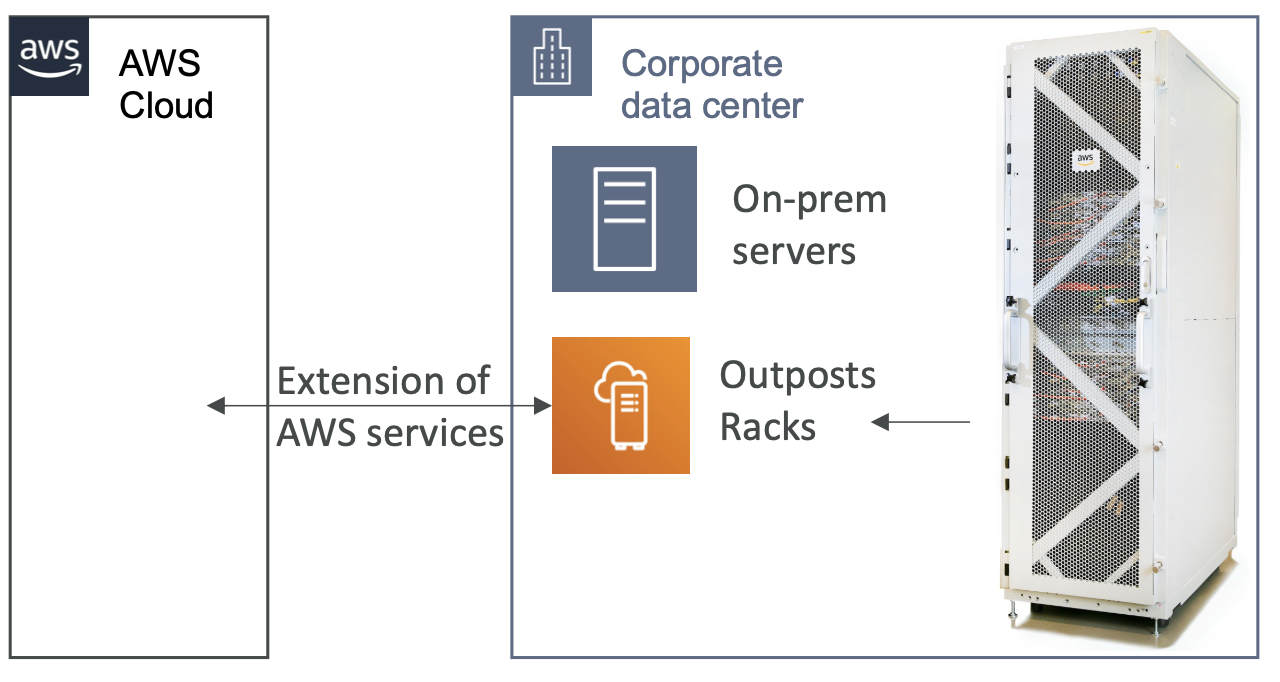 aws
AWS
Cloud
Corporate
data center
aws
On-prem
servers
Extension of
AWS services
Outposts
Racks